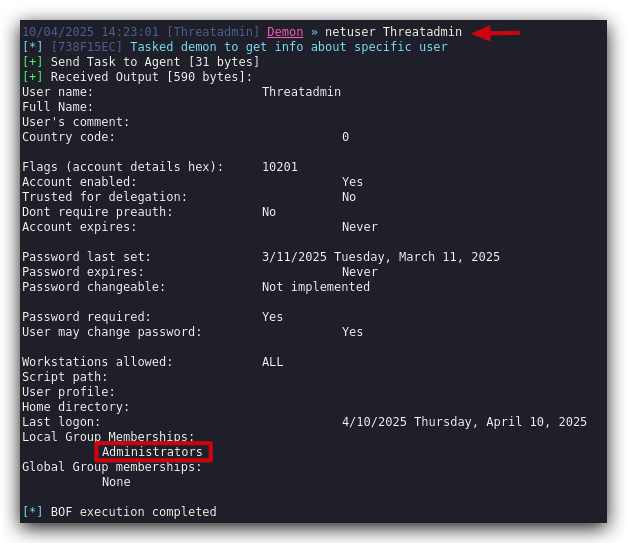 10/04/2025 14:23:01 [Threatadmin] Demon » netuser Threatadmin
[*] [738F15EC] Tasked demon to get info about specific user
[+] Send Task to Agent [31 bytes]
[+] Received Output [590 bytes]:
User name: Threatadmin
Full Name:
User's comment:
Country code: 0
Flags (account details hex): 10201
Account enabled: Yes
Trusted for delegation: No
Dont require preauth: No
Account expires: Never
Password last set: 3/11/2025 Tuesday, March 11, 2025
Password expires: Never
Password changeable: Not implemented
Password required: Yes
User may change password: Yes
Workstations allowed: ALL
Script path:
User profile:
Home directory:
Last logon: 4/10/2025 Thursday, April 10, 2025
Local Group Memberships:
Administrators
Global Group memberships:
None
[*] BOF execution completed